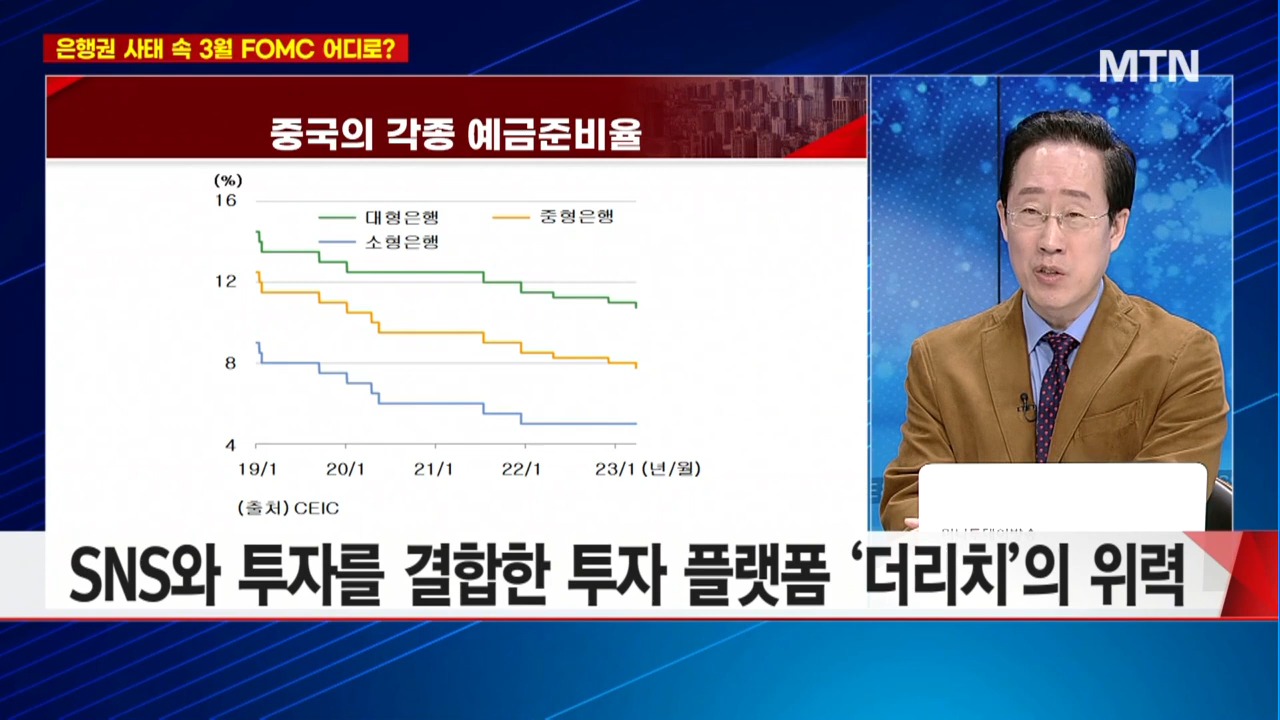 은행권 사태 속 3월 FOMC 어디로?
MTN
중국의 각종 예금준비율
(%)
16
대형은행 중형은행
소형은행
12
8
4
19/1 20/1 21/1 22/1 23/1 (년/월)
(출처) CEIC
SNS와 투자를 결합한 투자 플랫폼 ‘더리치’의 위력